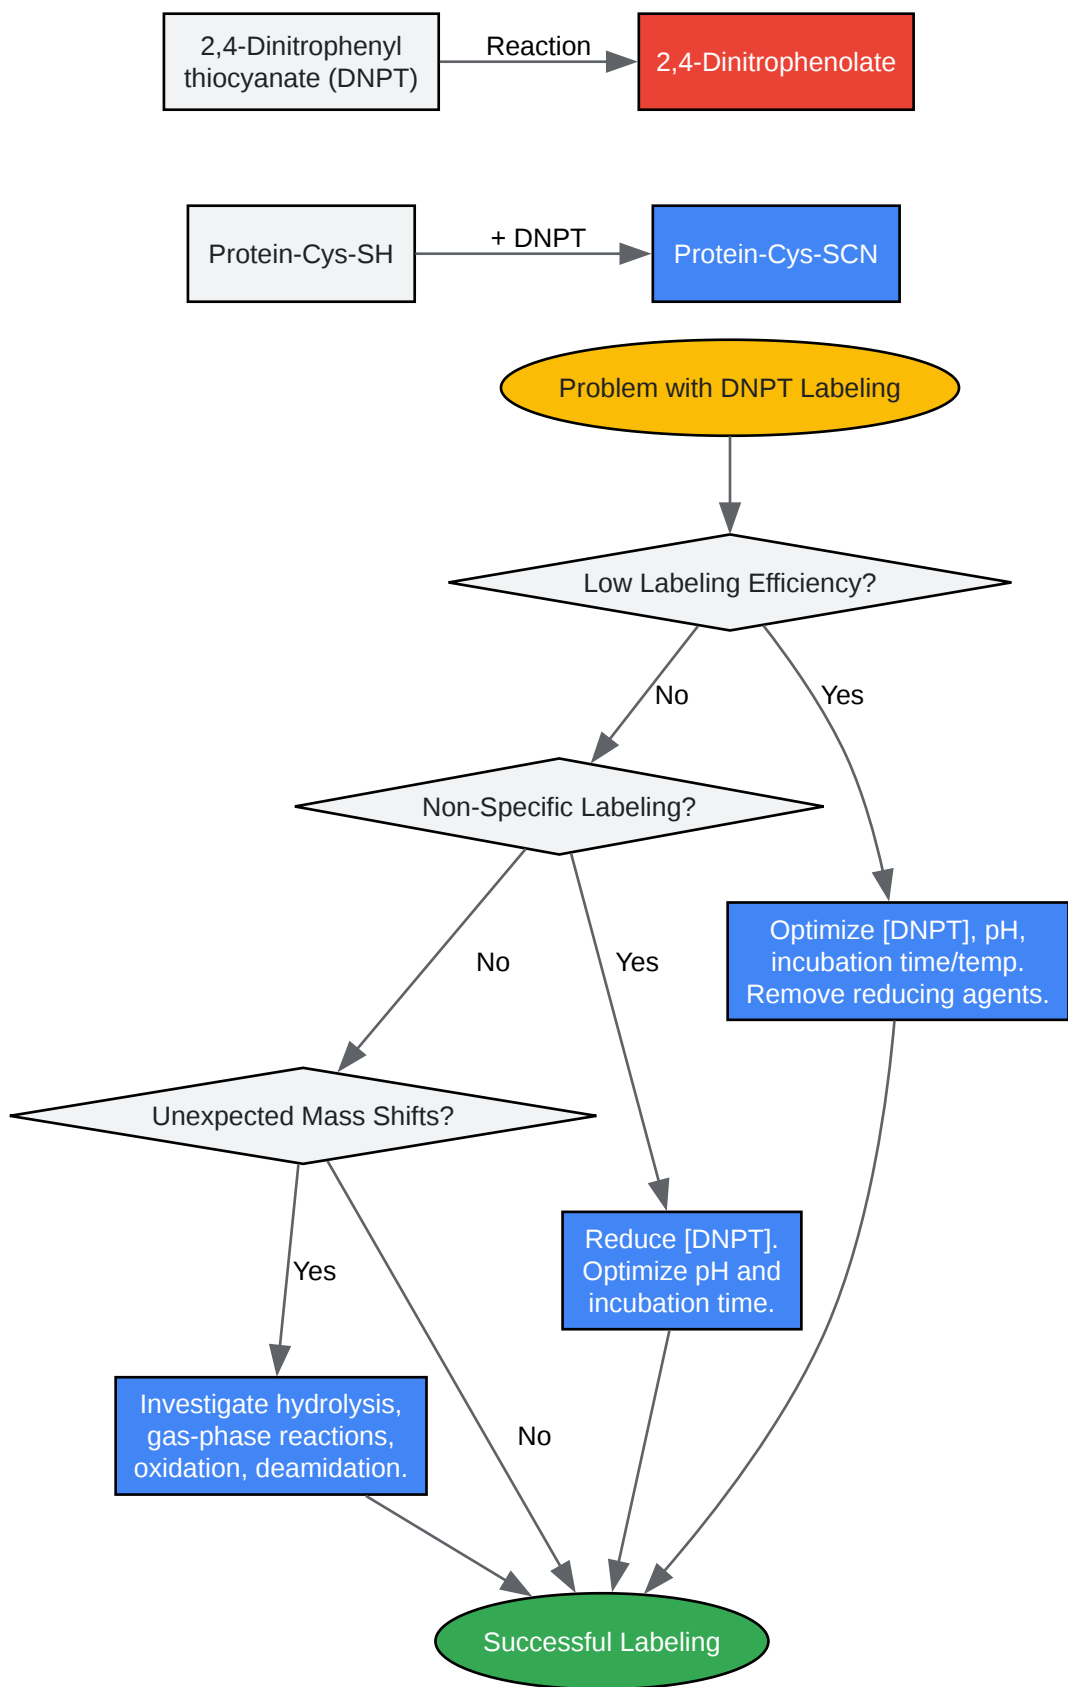 2,4-Dinitrophenyl
thiocyanate (DNPT)
Reaction
2,4-Dinitrophenolate
Protein-Cys-SH
+ DNPT
Protein-Cys-SCN
Problem with DNPT Labeling
Low Labeling Efficiency?
No
Yes
Non-Specific Labeling?
Optimize [DNPT], pH,
incubation time/temp.
Remove reducing agents.
No
Yes
Unexpected Mass Shifts?
Reduce [DNPT].
Optimize pH and
incubation time.
Yes
Investigate hydrolysis,
gas-phase reactions,
oxidation, deamidation.
No
Successful Labeling